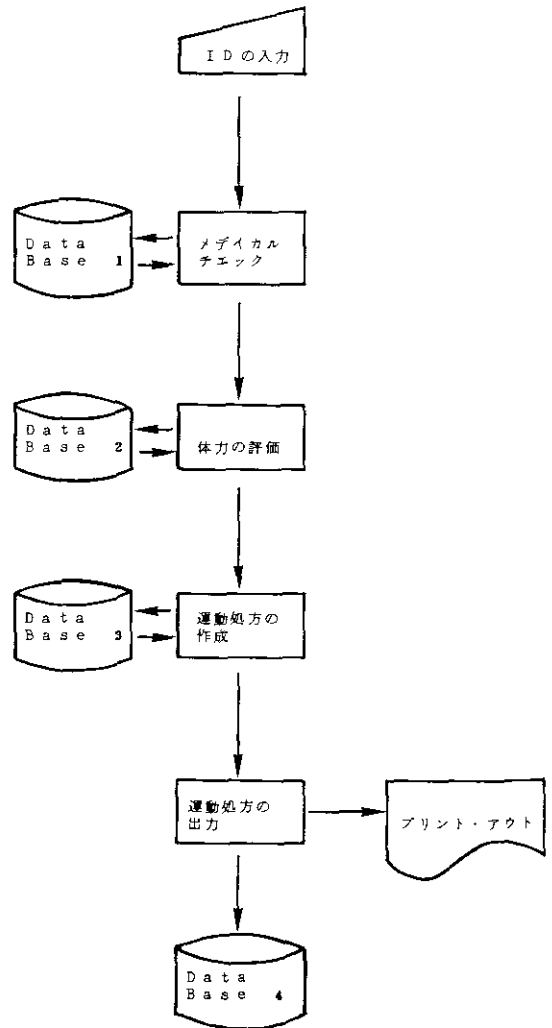 IDの入力
Data
Base 1
メデイカル
チエック
Data
Base 2
体力の評価
Data
Base 3
運動処方の
作成
運動処方の
出力
プリント・アウト
Data
Base 4